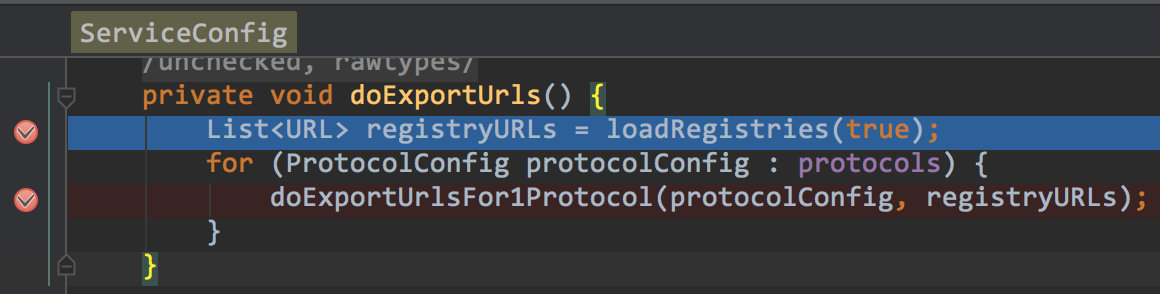 ServiceConfig
/unchecked, rawtypes/
private void doExportUrls() {
List<URL> registryURLs = loadRegistries(true);
for (ProtocolConfig protocolConfig : protocols) {
doExportUrlsFor1Protocol(protocolConfig, registryURLs);
}
}